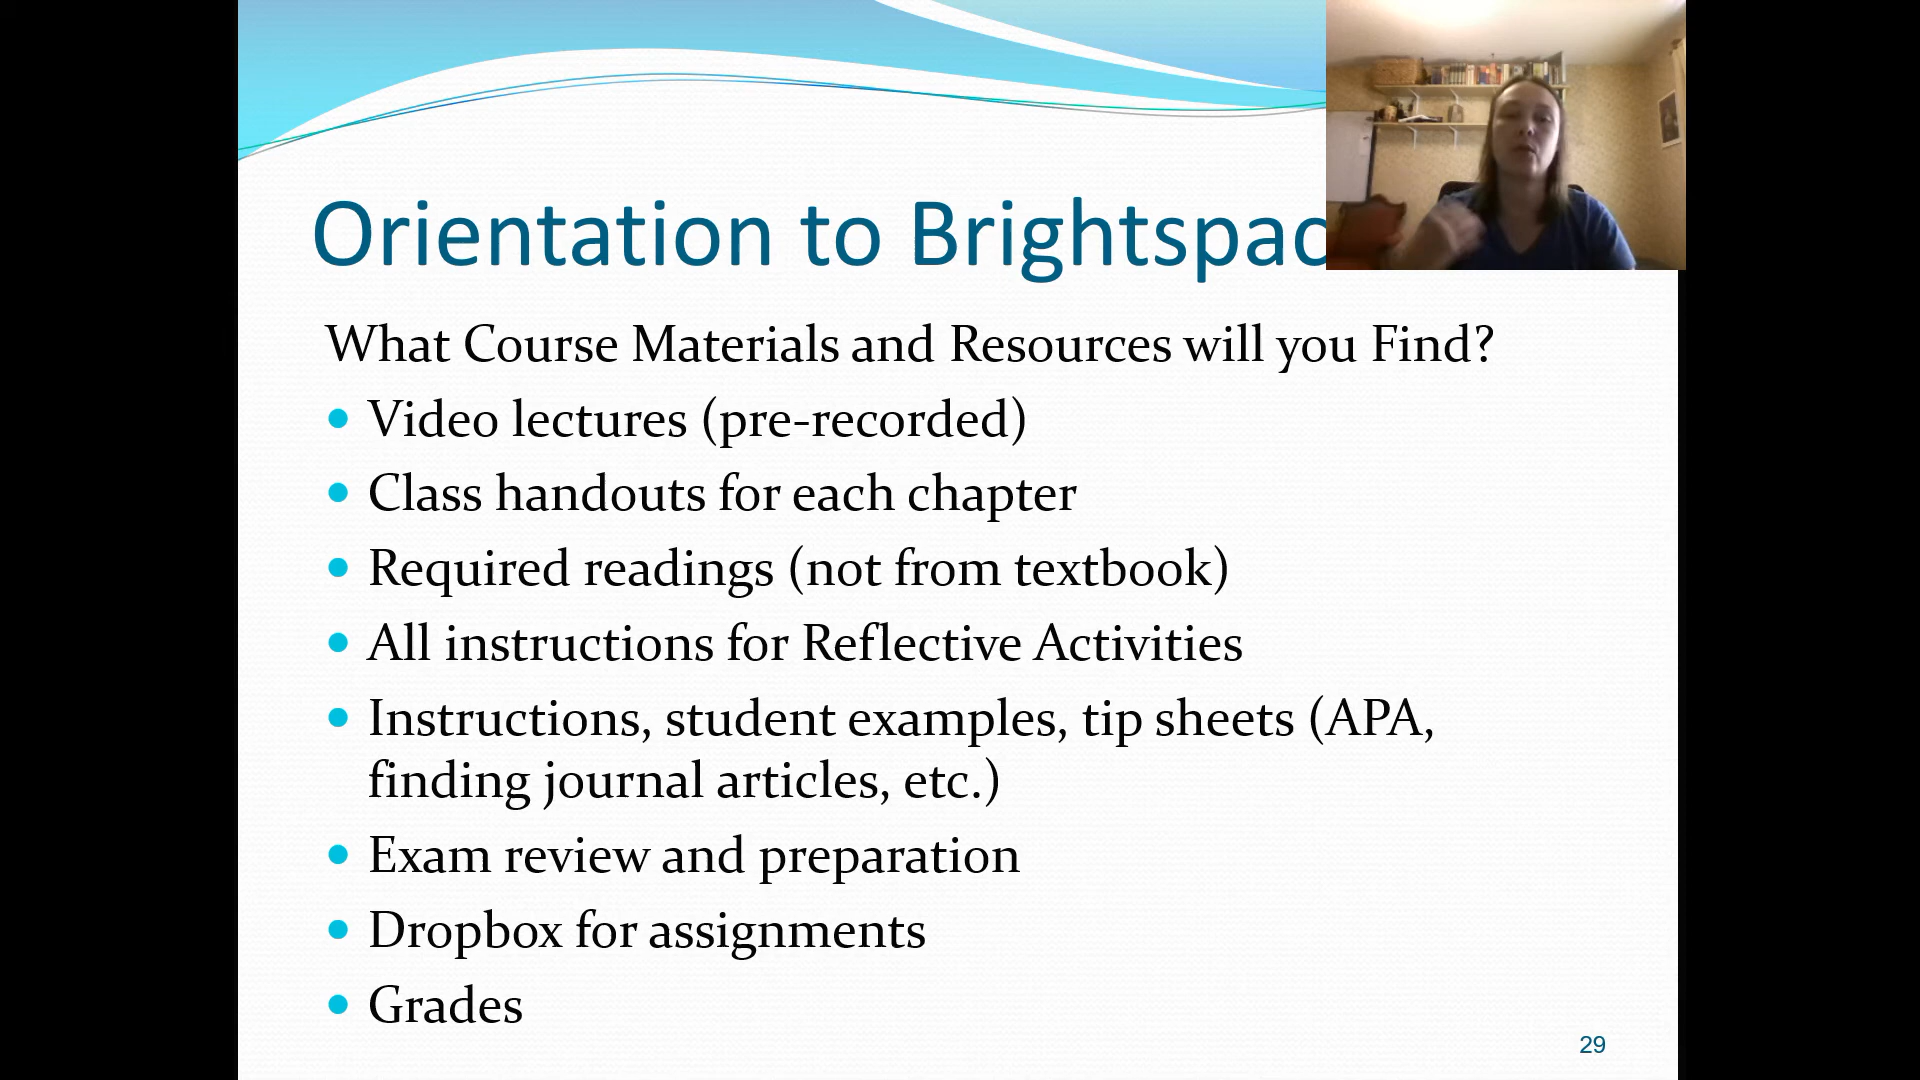 Orientation to Brightspac
What Course Materials and Resources will you Find?
• Video lectures (pre-recorded)
• Class handouts for each chapter
• Required readings (not from textbook)
• All instructions for Reflective Activities
• Instructions, student examples, tip sheets (APA,
finding journal articles, etc.)
• Exam review and preparation
• Dropbox for assignments
• Grades
29